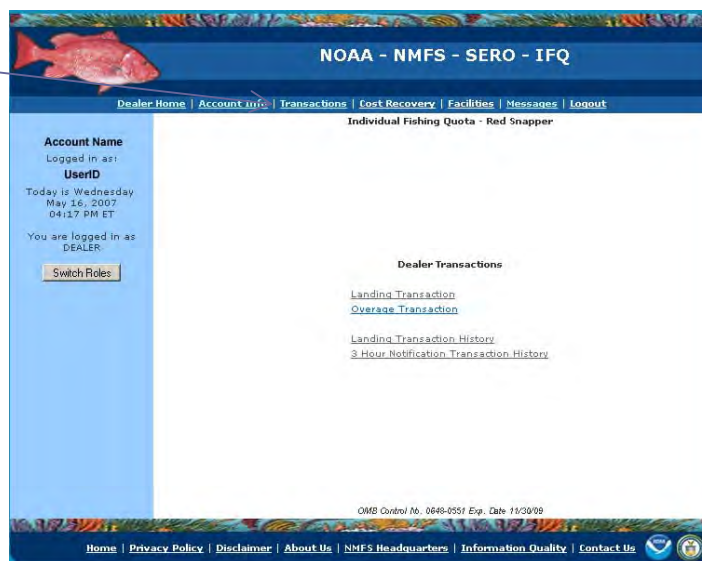 NOAA - NMFS - SERO - IFQ
Dealer Home | Account Info | Transactions | Cost Recovery | Facilities | Messages | Logout
Individual Fishing Quota - Red Snapper
Account Name
Logged in as:
UserID
Today is Wednesday
May 16, 2007
04:17 PM ET
You are logged in as
DEALER
Switch Roles
Dealer Transactions
Landing Transaction
Overage Transaction
Landing Transaction History
3 Hour Notification Transaction History
OMB Control No. 0648-0551 Exp. Date 11/30/09
Home | Privacy Policy | Disclaimer | About Us | NMFS Headquarters | Information Quality | Contact Us